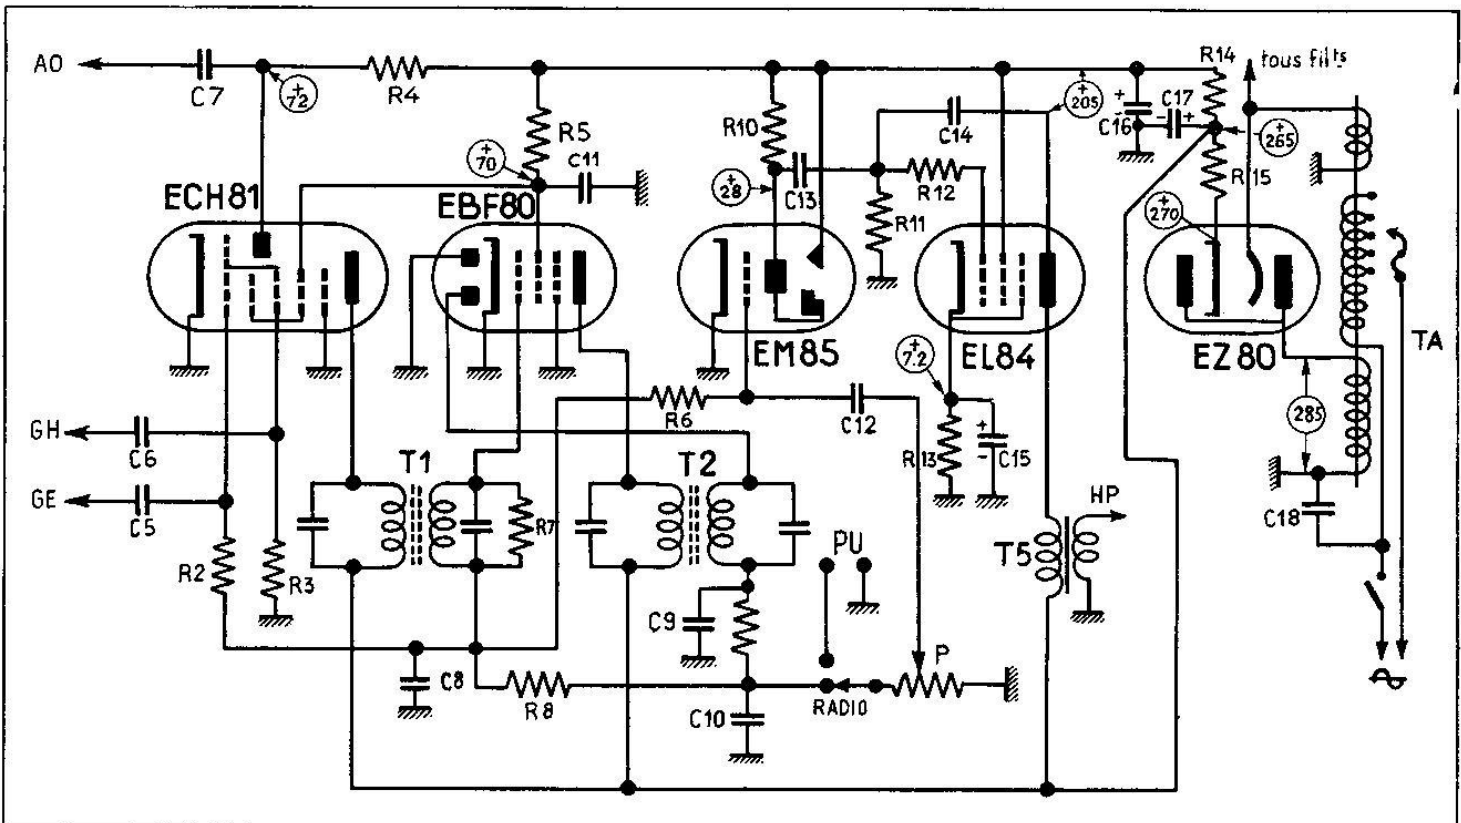 AO
C7
+
72
R4
R5
+
70
C11
R10
+
28
C13
C14
R12
R11
+
205
+
C16
-
C17
- +
R14
tous filts
+
265
R15
+
270
ECH81
EBF80
EM85
EL84
EZ80
TA
+
7.2
285
GH
C6
GE
C5
R6
C12
R13
+
-
C15
C18
T1
T2
R7
R2
R3
PU
T5
HP
C9
C8
R8
C10
RADIO
P